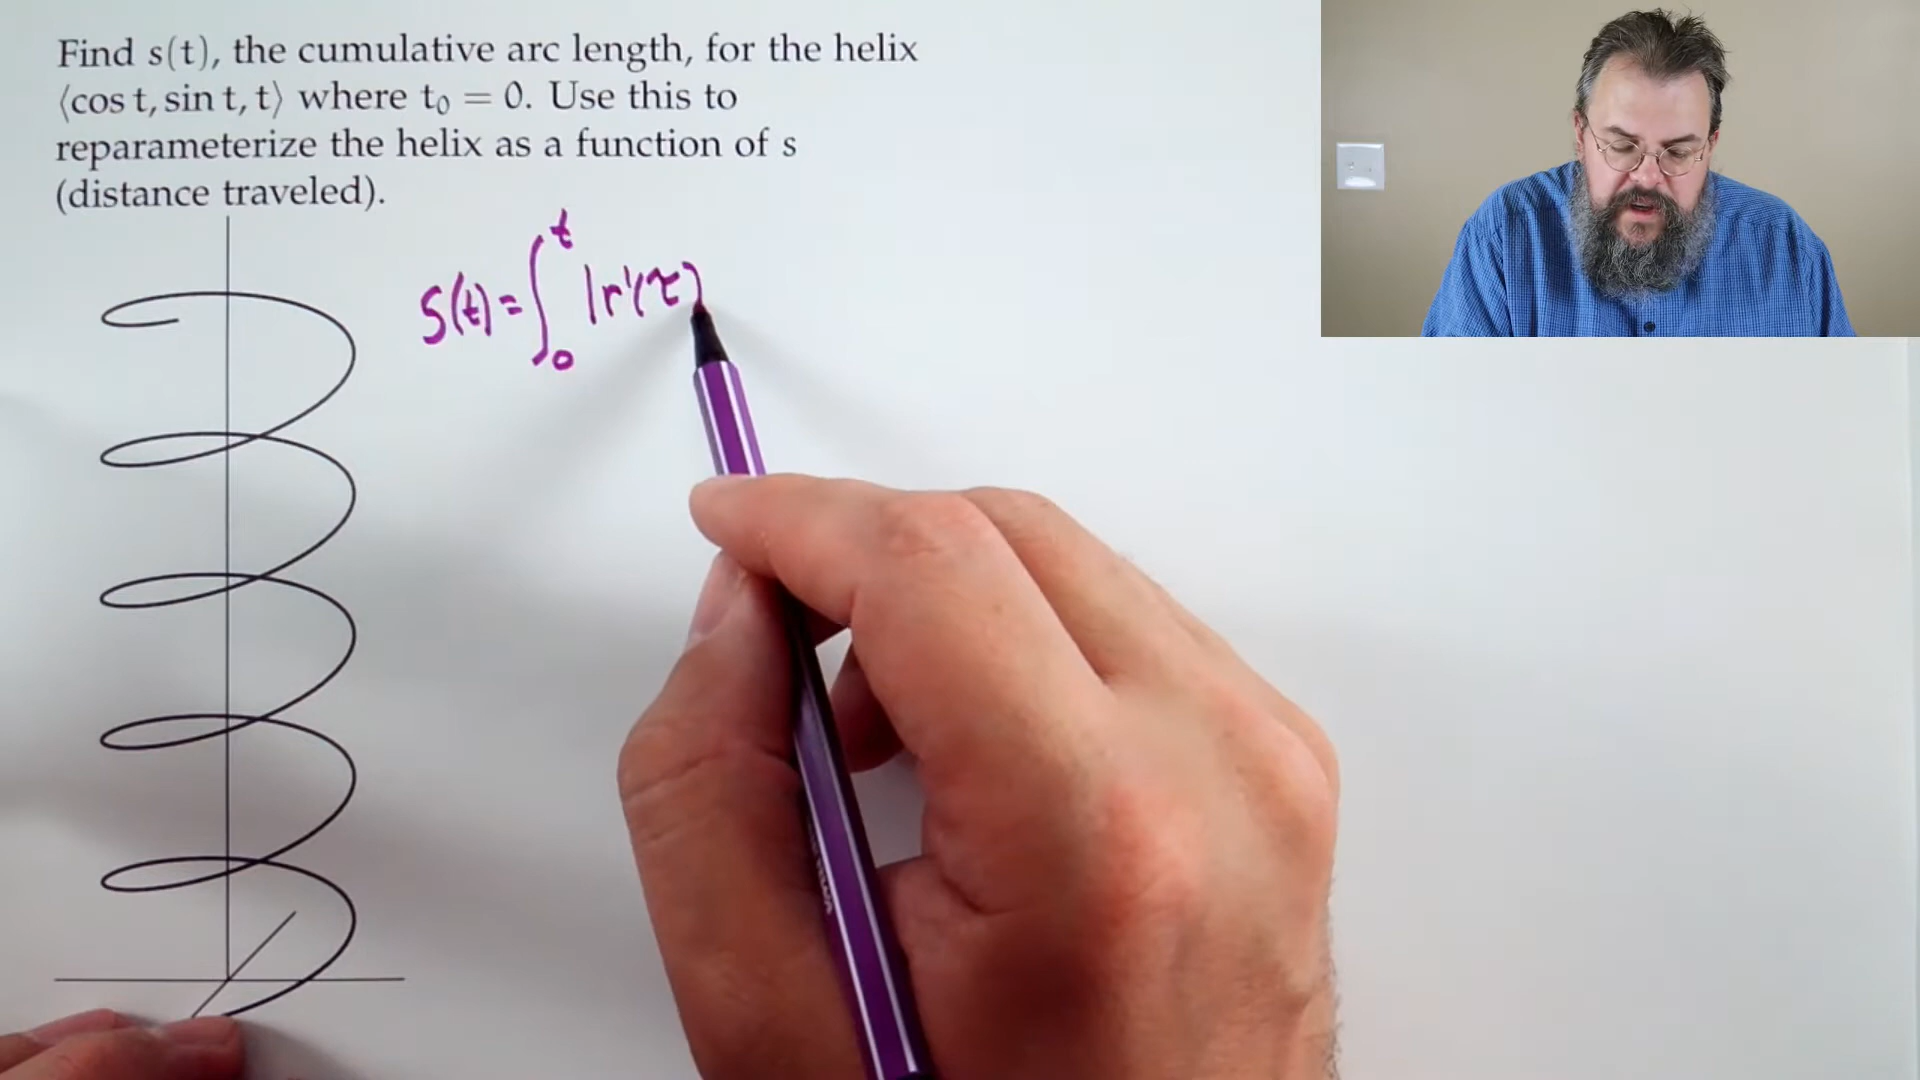 Find s(t), the cumulative arc length, for the helix
⟨cos t, sin t, t⟩ where t₀ = 0. Use this to
reparameterize the helix as a function of s
(distance traveled).
S(t) = ∫₀ᵗ |r'(τ)